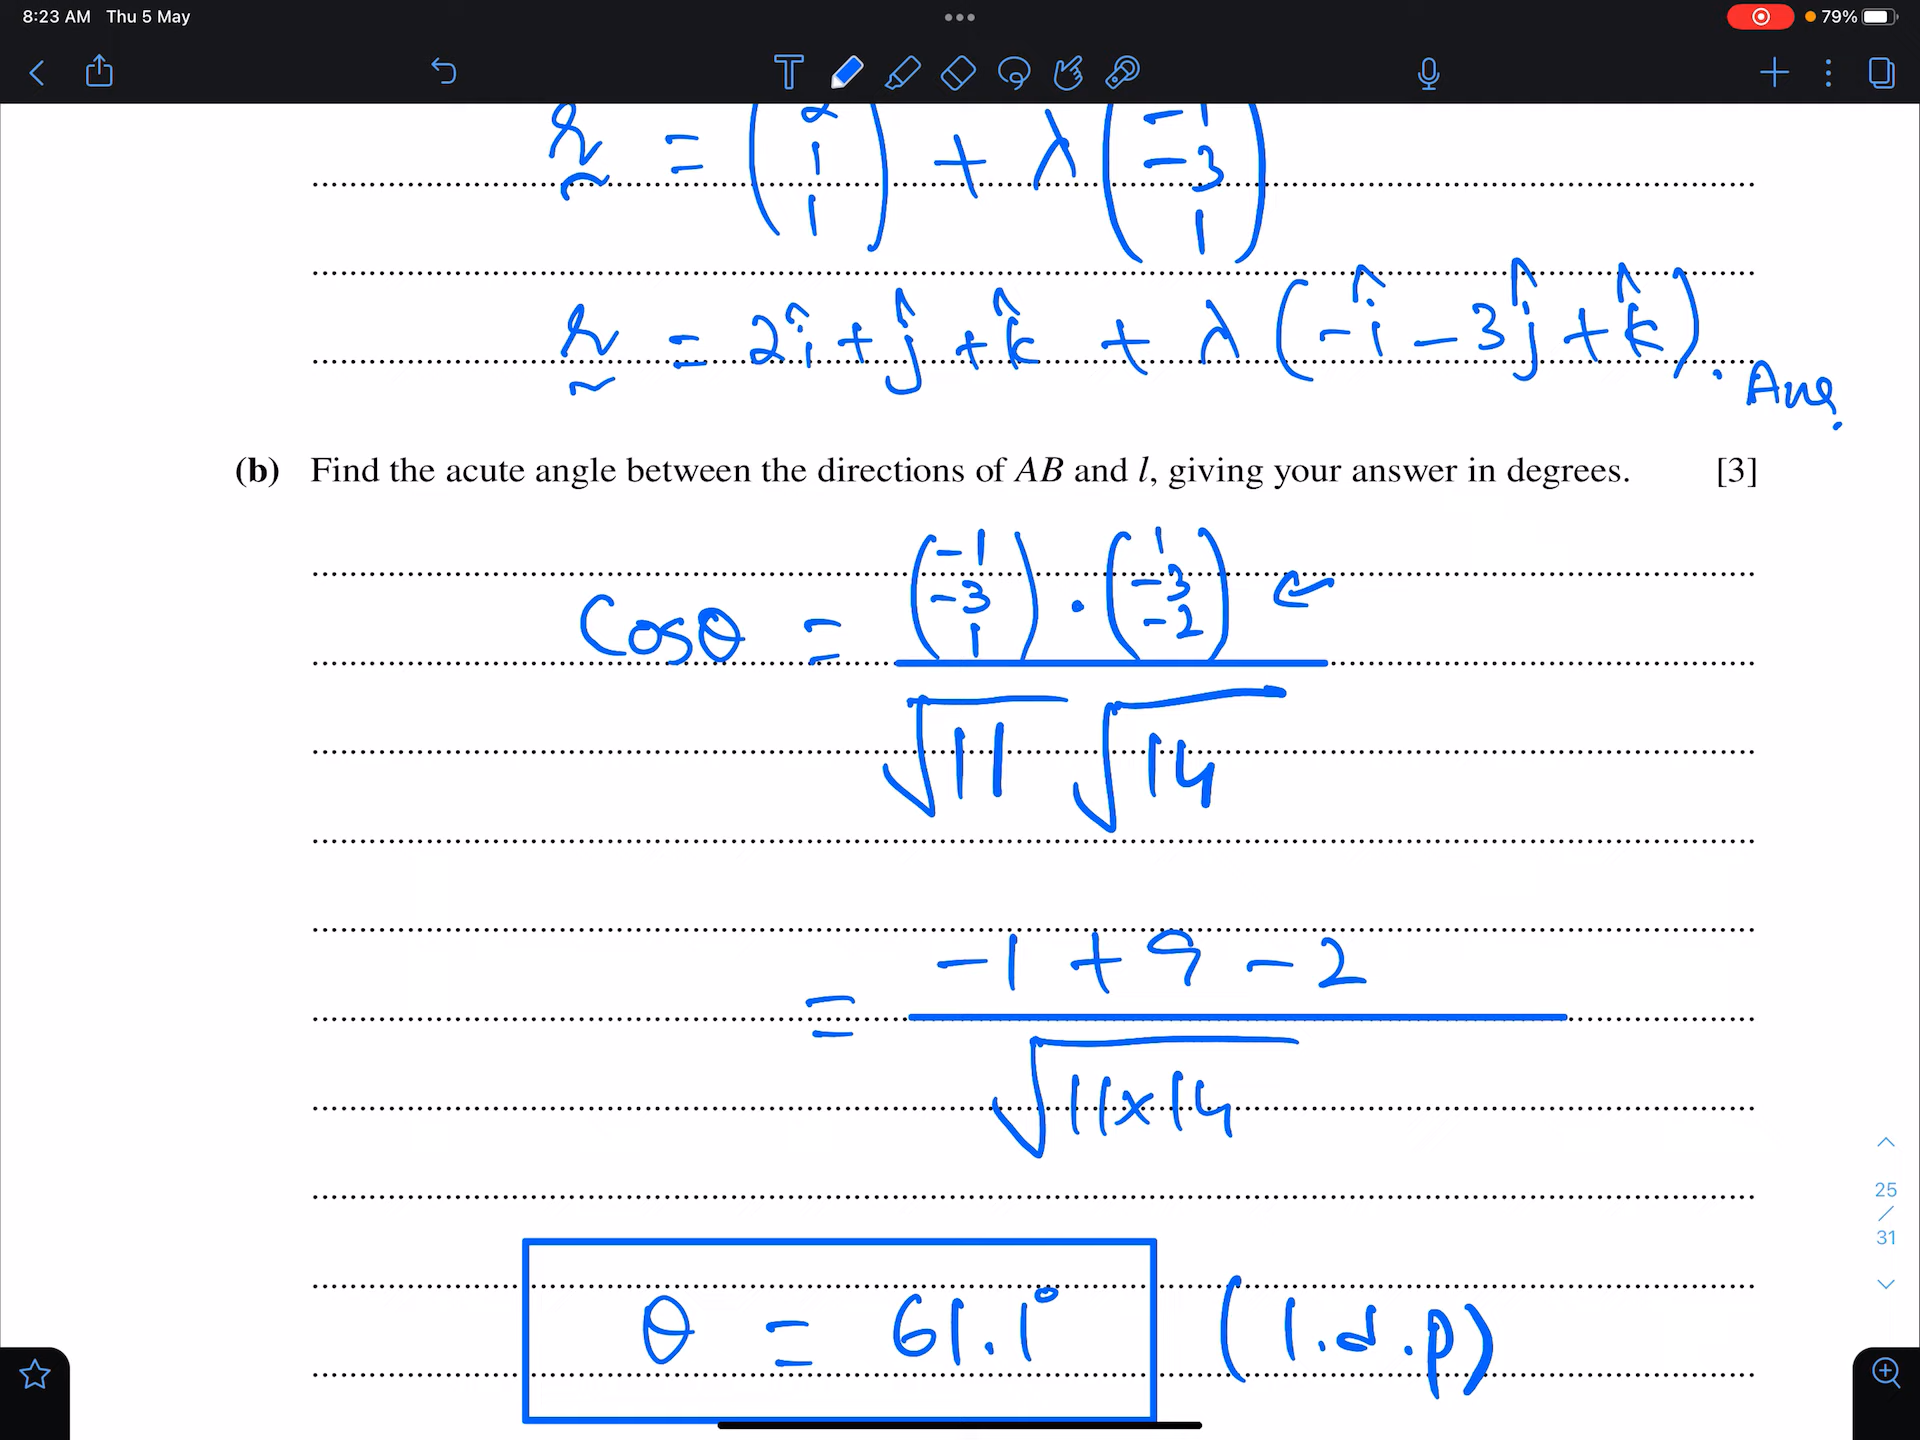 8:23 AM Thu 5 May
79%
r = (2 1 1) + λ (-1 -3 1)
r = 2î + ĵ + k̂ + λ (-î - 3ĵ + k̂). Ans.
(b) Find the acute angle between the directions of AB and l, giving your answer in degrees. [3]
Cosθ = (-1 -3 1) · (1 -3 -2) ←
√11 √14
= -1 + 9 - 2
√11×14
25
/
31
θ = 61.1° (1.d.p)